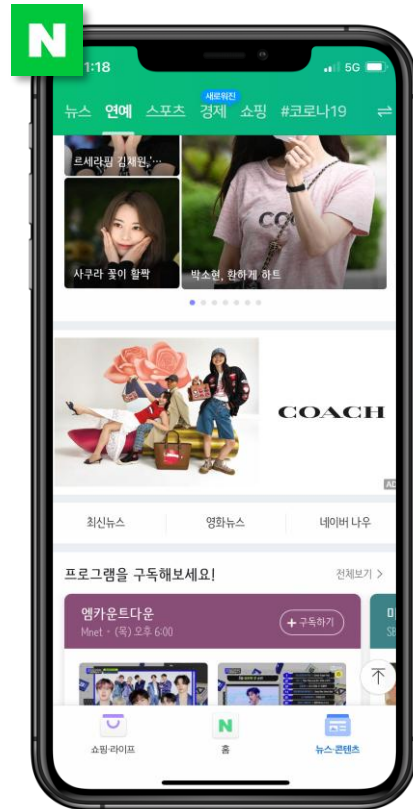 N
1:18
5G
새로워진
뉴스 연예 스포츠 경제 쇼핑 #코로나19
르세라핌 김채원,'…
사쿠라 꽃이 활짝
박소현, 환하게 하트
COACH
AD
최신뉴스 영화뉴스 네이버 나우
프로그램을 구독해보세요!
전체보기 >
엠카운트다운
Mnet · (목) 오후 6:00
+ 구독하기
쇼핑·라이프
N
홈
뉴스·콘텐츠